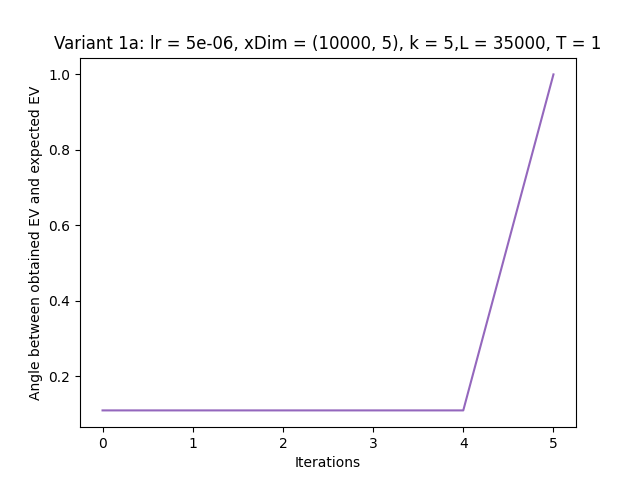 Variant 1a: lr = 5e-06, xDim = (10000, 5), k = 5,L = 35000, T = 1
Angle between obtained EV and expected EV
1.0
0.8
0.6
0.4
0.2
0 1 2 3 4 5
Iterations